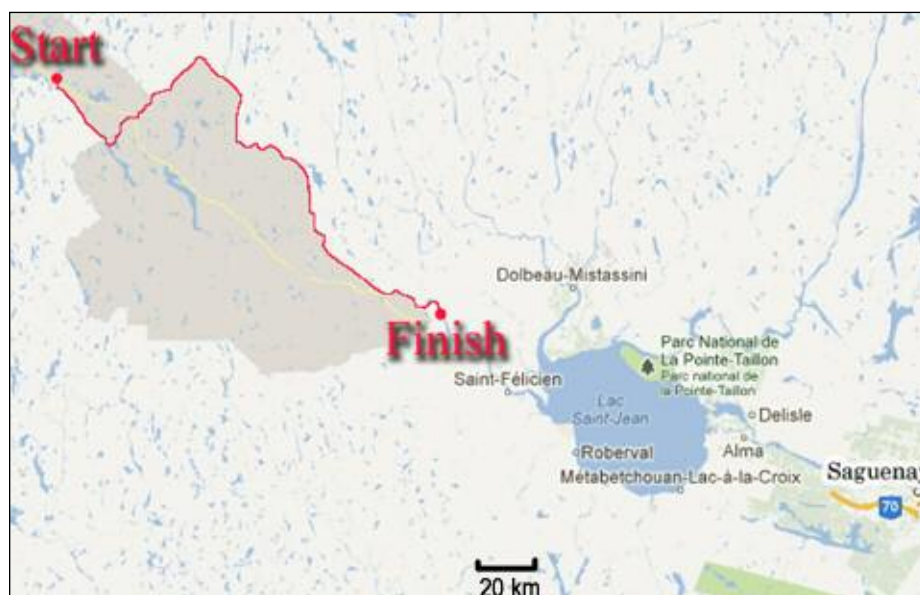 Start
Dolbeau-Mistassini
Finish
Parc National de
La Pointe-Taillon
Parc national de
la Pointe-Taillon
Saint-Félicien
Lac
Saint-Jean
Delisle
Alma
Roberval
Métabetchouan-Lac-à-la-Croix
Saguenay
70
20 km